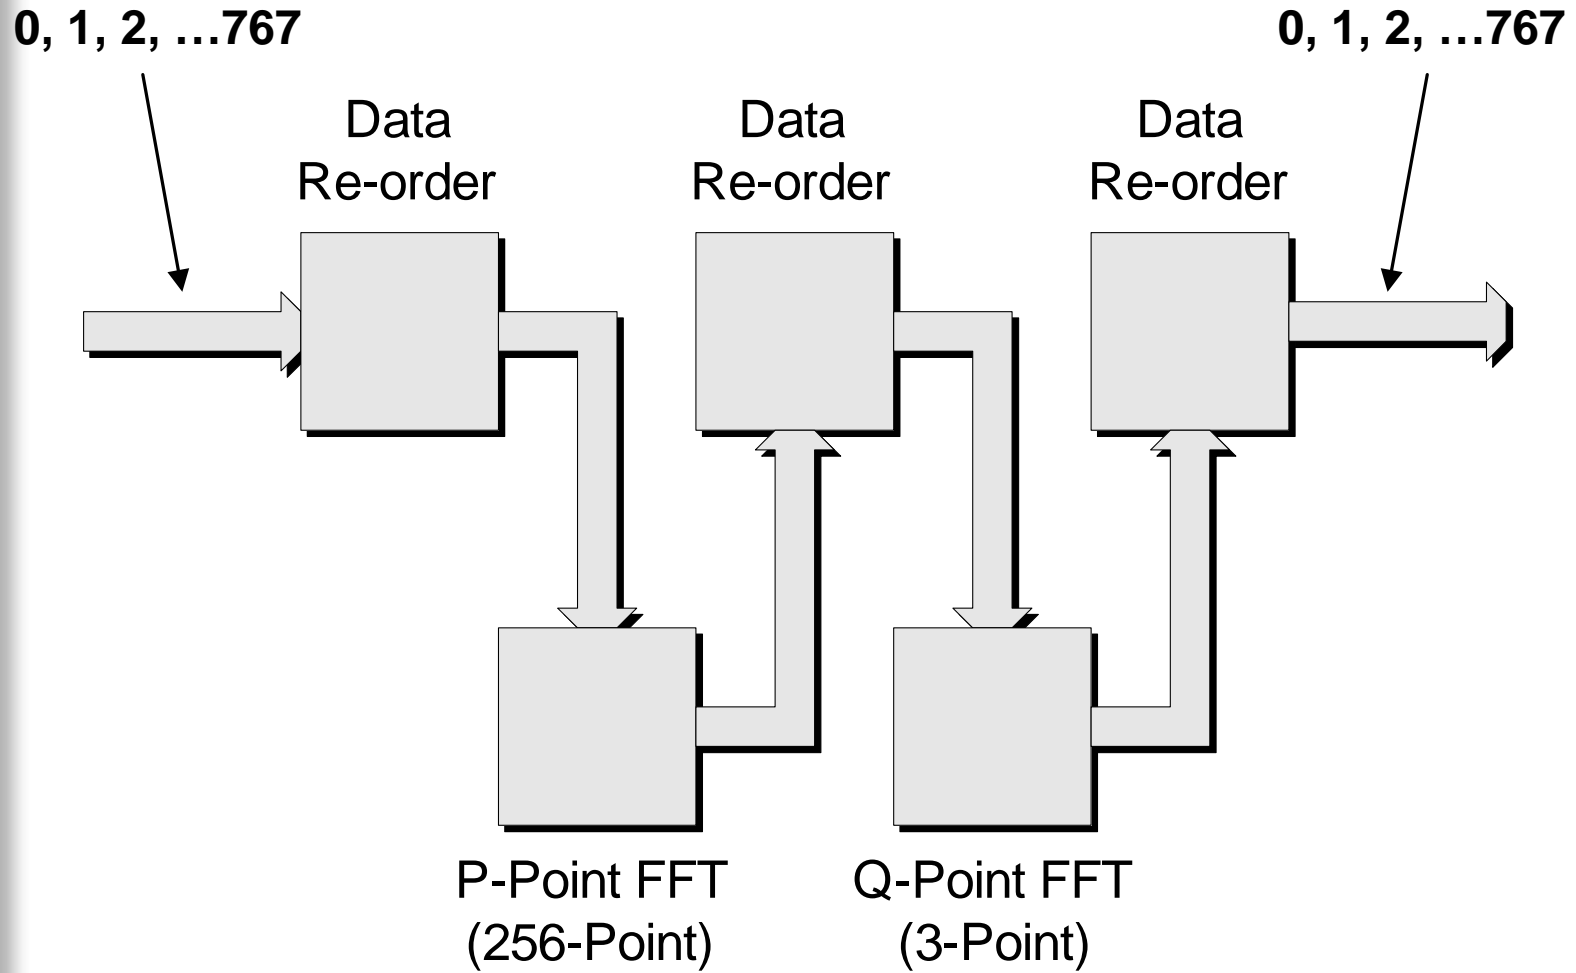 0, 1, 2, …767
0, 1, 2, …767
Data
Re-order
Data
Re-order
Data
Re-order
P-Point FFT
(256-Point)
Q-Point FFT
(3-Point)